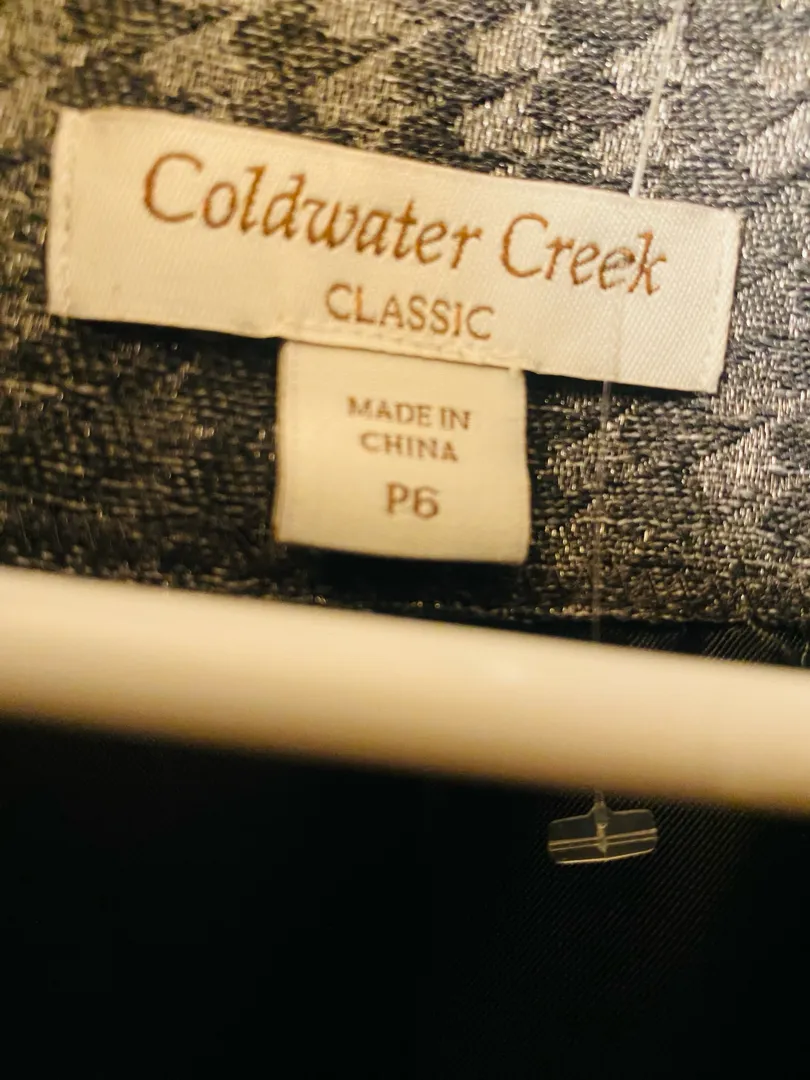 Coldwater Creek
CLASSIC
MADE IN
CHINA
P6